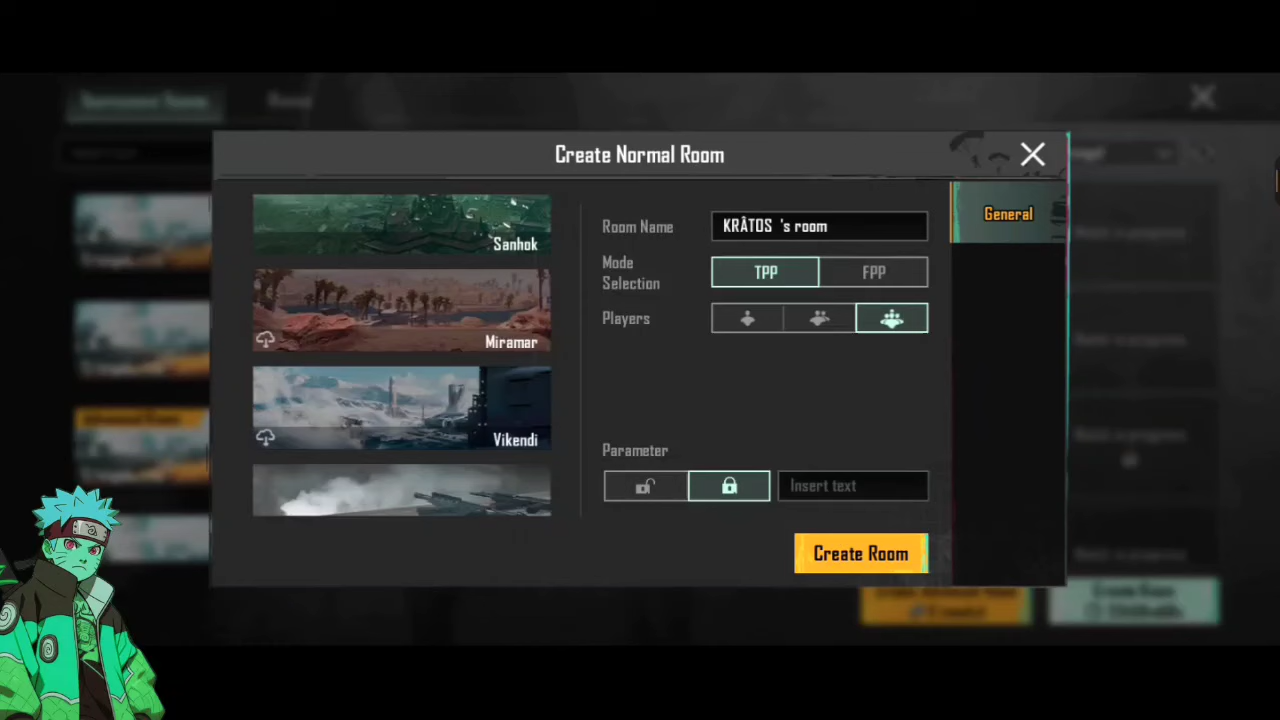 Create Normal Room
General
Sanhok
Room Name
KRÂTOS 's room
Mode
Selection
TPP
FPP
Miramar
Players
Vikendi
Parameter
Insert text
Create Room